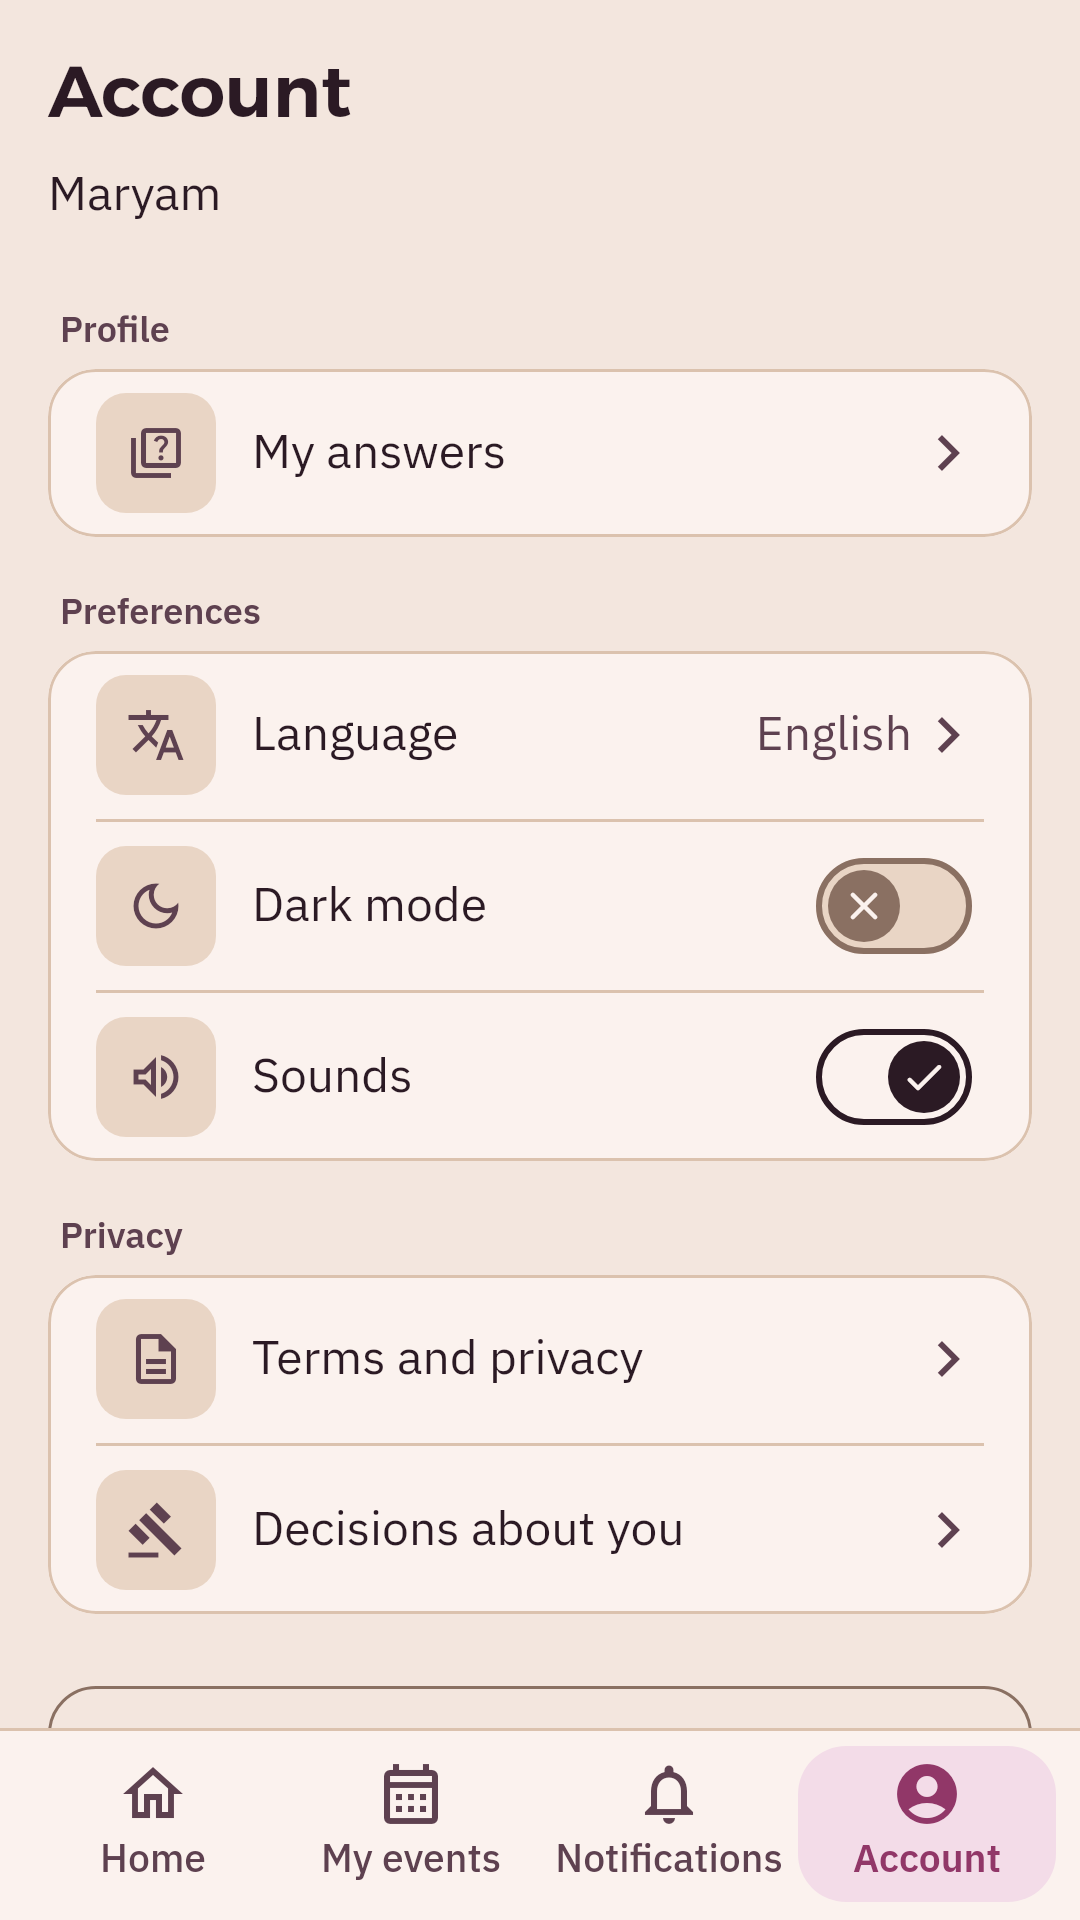 Account
Maryam
Profile
My answers
Preferences
Language English
Dark mode
Sounds
Privacy
Terms and privacy
Decisions about you
Home My events Notifications Account